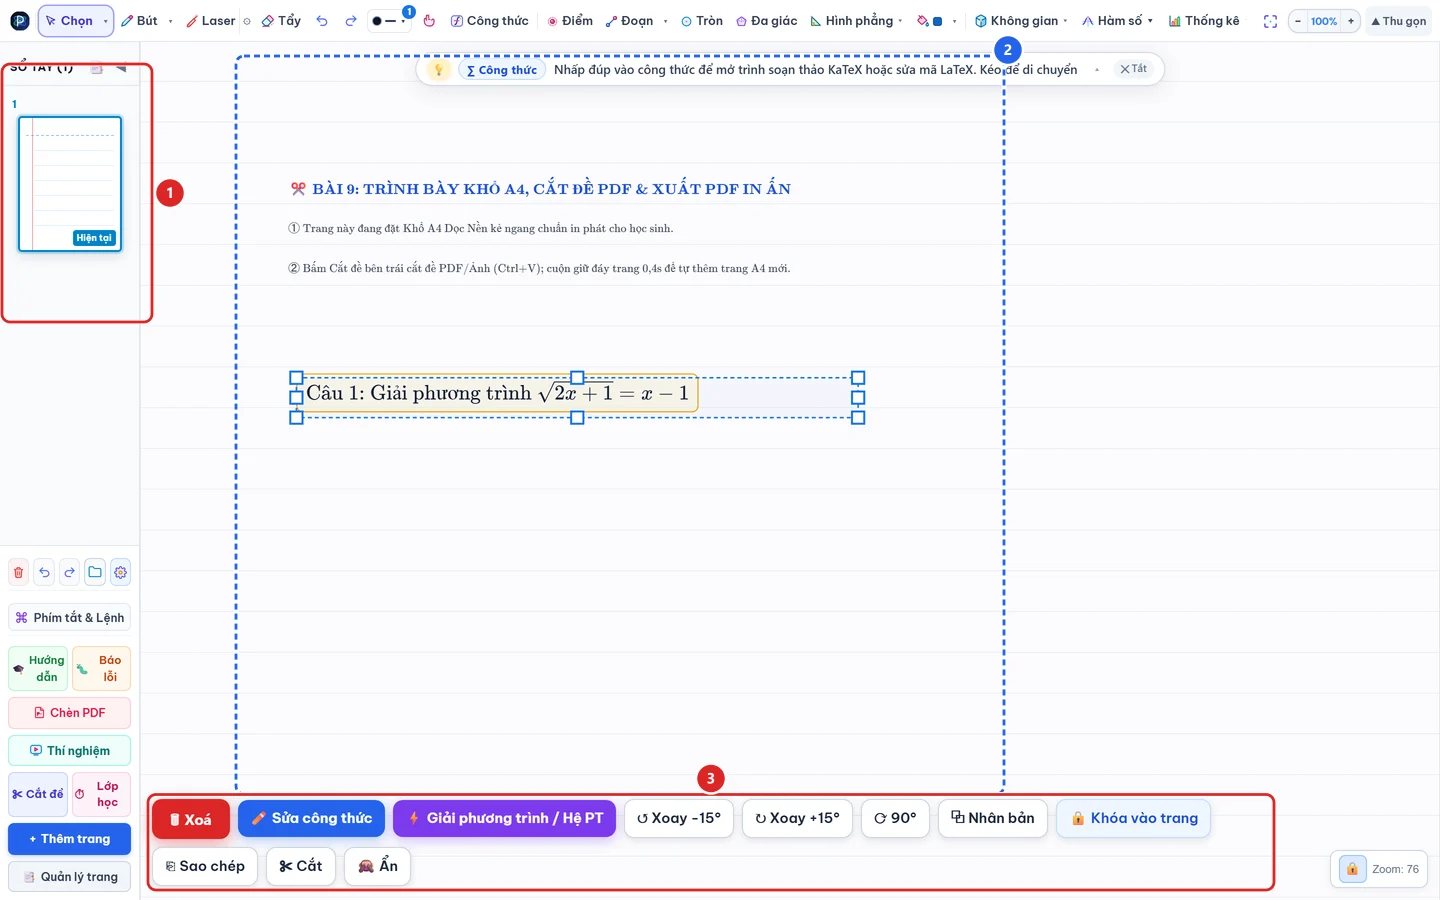 Chọn
Bút
Laser
Tẩy
1
Công thức
Điểm
Đoạn
Tròn
Đa giác
Hình phẳng
Không gian
Hàm số
Thống kê
− 100% +
▲ Thu gọn
SỔ TAY (1)
2
∑ Công thức Nhấp đúp vào công thức để mở trình soạn thảo KaTeX hoặc sửa mã LaTeX. Kéo để di chuyển
✕ Tắt
1
Hiện tại
1
BÀI 9: TRÌNH BÀY KHỔ A4, CẮT ĐỀ PDF & XUẤT PDF IN ẤN
① Trang này đang đặt Khổ A4 Dọc Nền kẻ ngang chuẩn in phát cho học sinh.
② Bấm Cắt đề bên trái cắt đề PDF/Ảnh (Ctrl+V); cuộn giữ đáy trang 0,4s để tự thêm trang A4 mới.
Câu 1: Giải phương trình √(2x + 1) = x − 1
⌘ Phím tắt & Lệnh
Hướng dẫn
Báo lỗi
Chèn PDF
Thí nghiệm
Cắt đề
Lớp học
+ Thêm trang
Quản lý trang
3
Xoá
Sửa công thức
Giải phương trình / Hệ PT
↺ Xoay -15°
↻ Xoay +15°
90°
Nhân bản
Khóa vào trang
Sao chép
Cắt
Ẩn
Zoom: 76